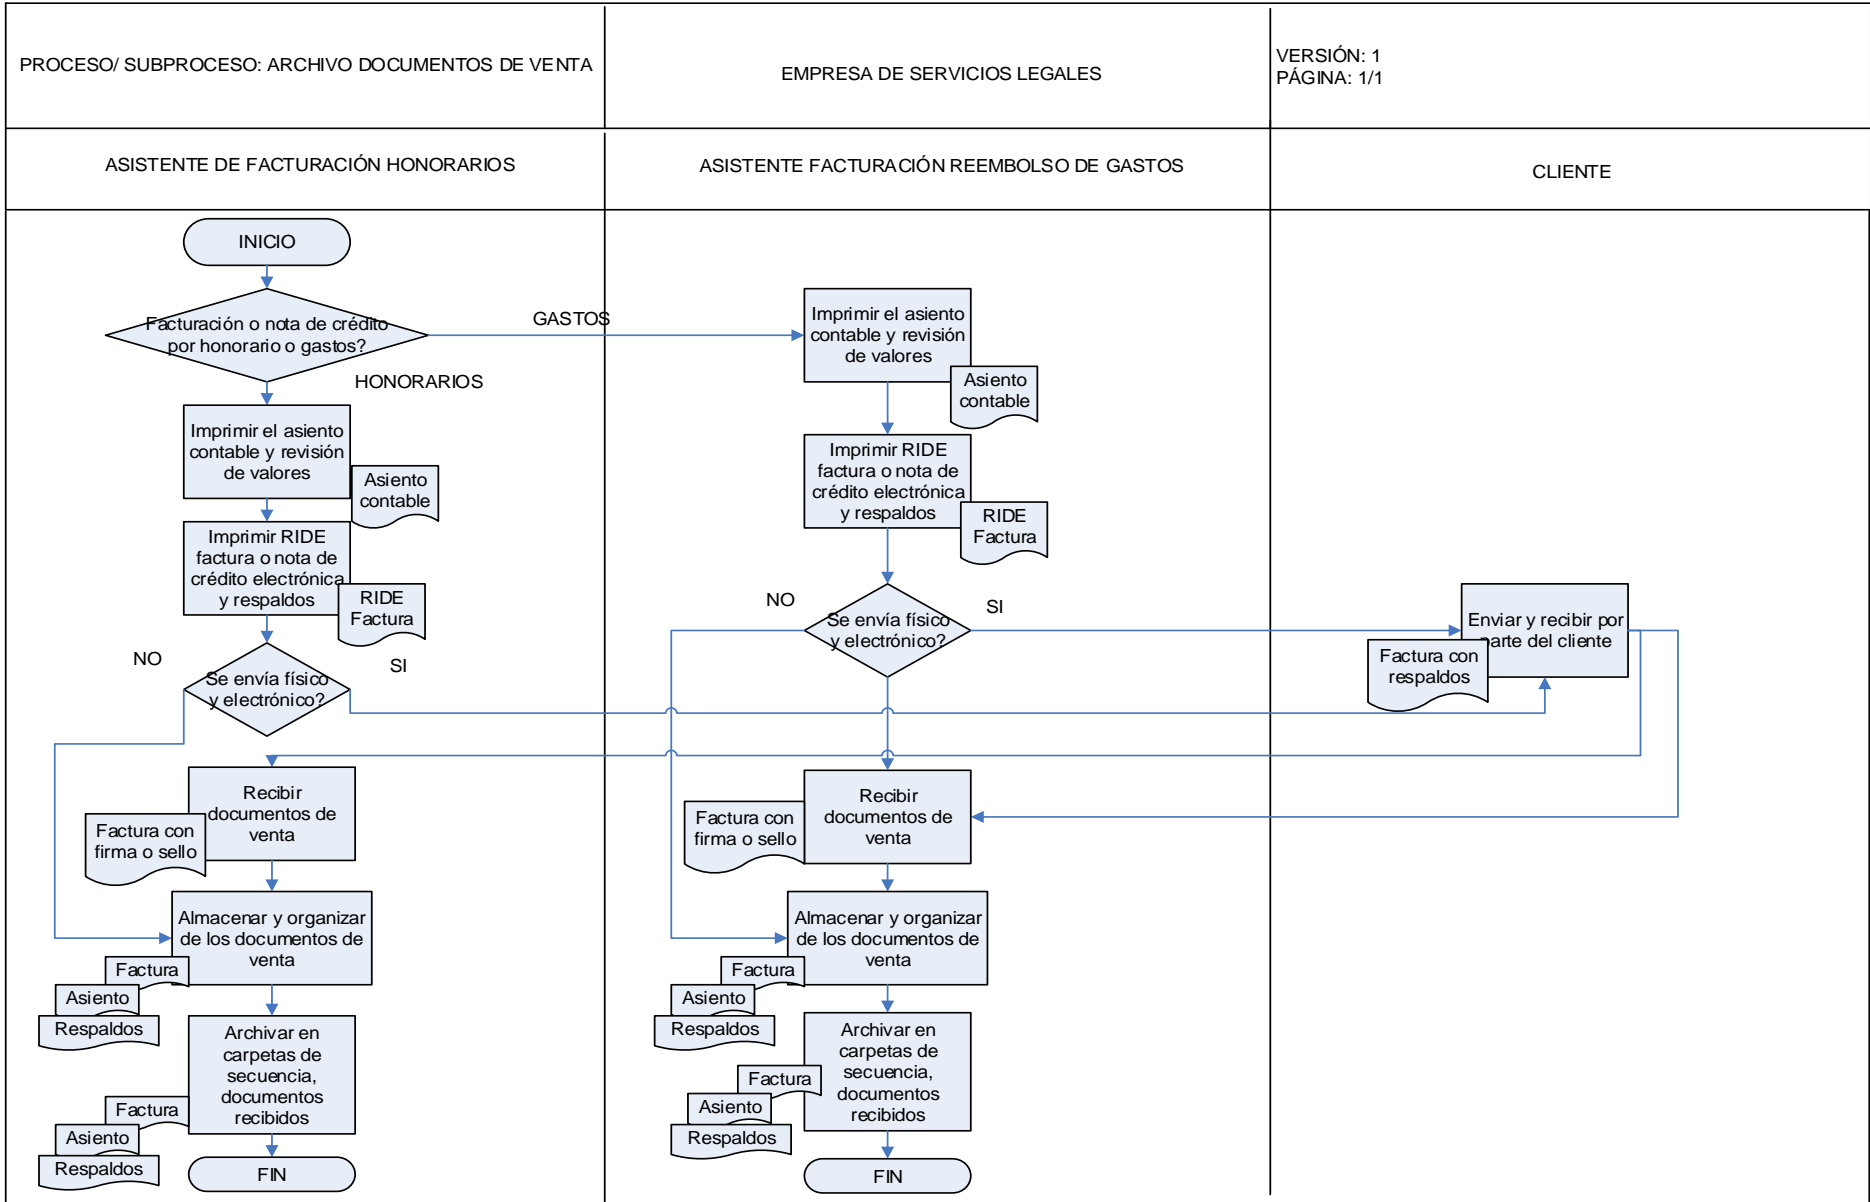 PROCESO/ SUBPROCESO: ARCHIVO DOCUMENTOS DE VENTA
EMPRESA DE SERVICIOS LEGALES
VERSIÓN: 1
PÁGINA: 1/1
ASISTENTE DE FACTURACIÓN HONORARIOS
ASISTENTE FACTURACIÓN REEMBOLSO DE GASTOS
CLIENTE
INICIO
Facturación o nota de crédito
por honorario o gastos?
GASTOS
HONORARIOS
Imprimir el asiento
contable y revisión
de valores
Asiento
contable
Imprimir RIDE
factura o nota de
crédito electrónica
y respaldos
RIDE
Factura
NO
SI
Se envía físico
y electrónico?
Recibir
documentos de
venta
Factura con
firma o sello
Almacenar y organizar
de los documentos de
venta
Factura
Asiento
Respaldos
Archivar en
carpetas de
secuencia,
documentos
recibidos
Factura
Asiento
Respaldos
FIN
Imprimir el asiento
contable y revisión
de valores
Asiento
contable
Imprimir RIDE
factura o nota de
crédito electrónica
y respaldos
RIDE
Factura
NO
SI
Se envía físico
y electrónico?
Recibir
documentos de
venta
Factura con
firma o sello
Almacenar y organizar
de los documentos de
venta
Factura
Asiento
Respaldos
Archivar en
carpetas de
secuencia,
documentos
recibidos
Factura
Asiento
Respaldos
FIN
Enviar y recibir por
parte del cliente
Factura con
respaldos